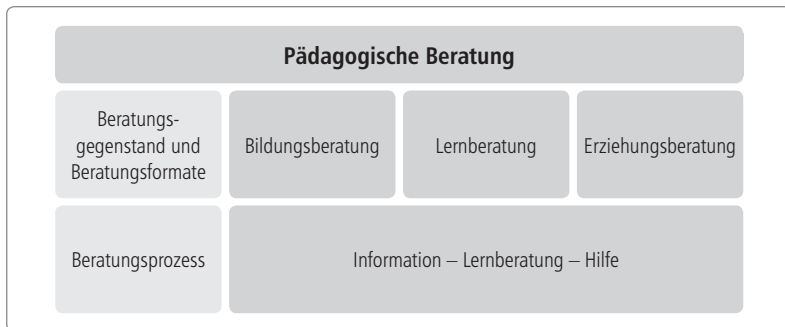 Pädagogische Beratung
Beratungs-
gegenstand und
Beratungsformate
Bildungsberatung
Lernberatung
Erziehungsberatung
Beratungsprozess
Information – Lernberatung – Hilfe